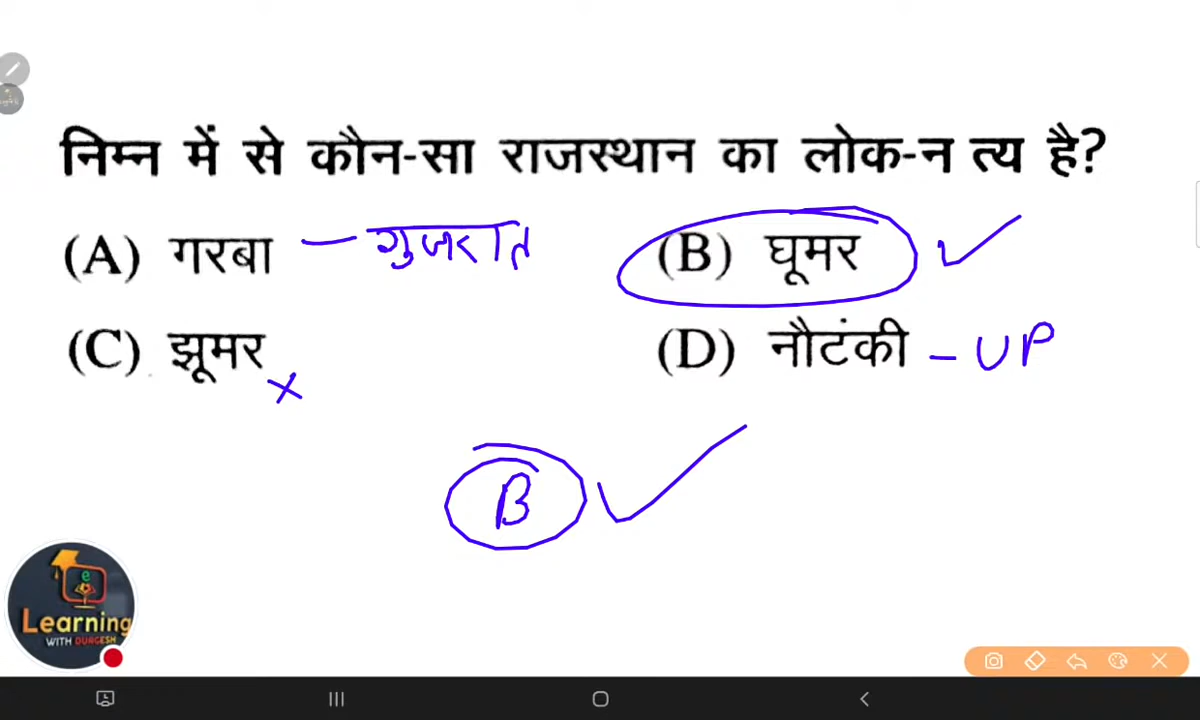 निम्न में से कौन-सा राजस्थान का लोक-न त्य है?
(A) गरबा – गुजरात
(B) घूमर
(C) झूमर
(D) नौटंकी – UP
B
e
Learning
WITH DURGESH